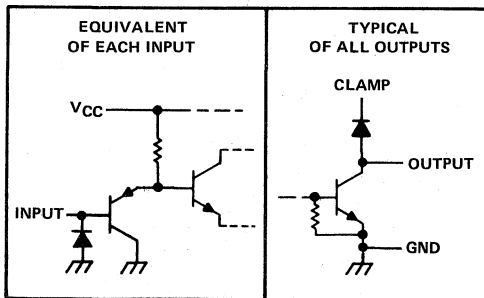 EQUIVALENT
OF EACH INPUT
VCC
INPUT
TYPICAL
OF ALL OUTPUTS
CLAMP
OUTPUT
GND